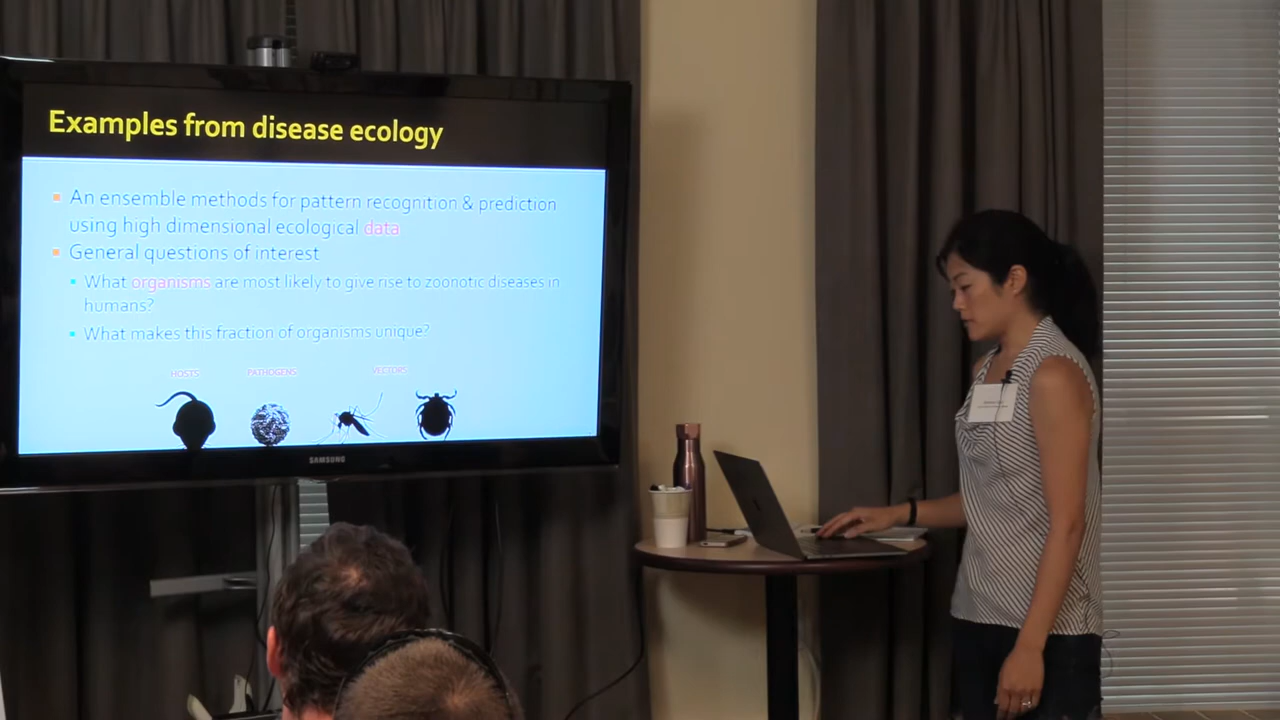 Examples from disease ecology
An ensemble methods for pattern recognition & prediction
using high dimensional ecological data
General questions of interest
What organisms are most likely to give rise to zoonotic diseases in
humans?
What makes this fraction of organisms unique?
HOSTS PATHOGENS VECTORS
SAMSUNG